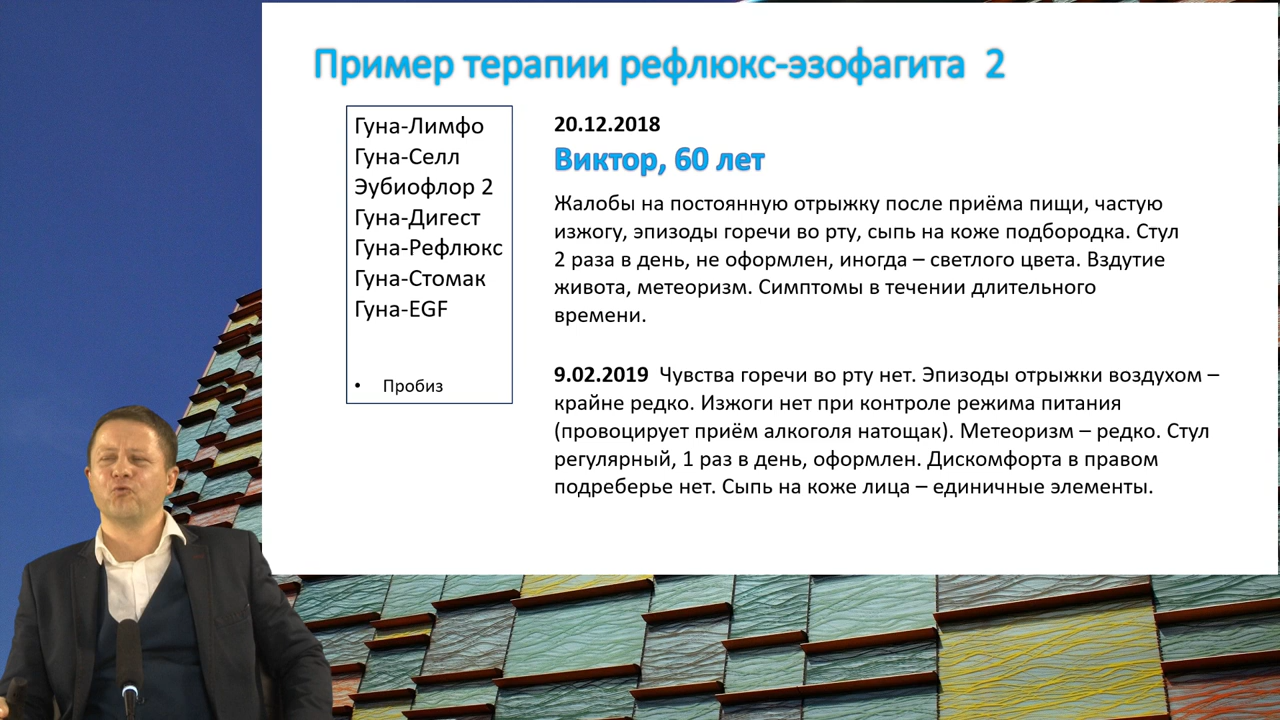 Пример терапии рефлюкс-эзофагита 2
Гуна-Лимфо
Гуна-Селл
Эубиофлор 2
Гуна-Дигест
Гуна-Рефлюкс
Гуна-Стомак
Гуна-EGF
• Пробиз
20.12.2018
Виктор, 60 лет
Жалобы на постоянную отрыжку после приёма пищи, частую
изжогу, эпизоды горечи во рту, сыпь на коже подбородка. Стул
2 раза в день, не оформлен, иногда – светлого цвета. Вздутие
живота, метеоризм. Симптомы в течении длительного
времени.
9.02.2019 Чувства горечи во рту нет. Эпизоды отрыжки воздухом –
крайне редко. Изжоги нет при контроле режима питания
(провоцирует приём алкоголя натощак). Метеоризм – редко. Стул
регулярный, 1 раз в день, оформлен. Дискомфорта в правом
подреберье нет. Сыпь на коже лица – единичные элементы.